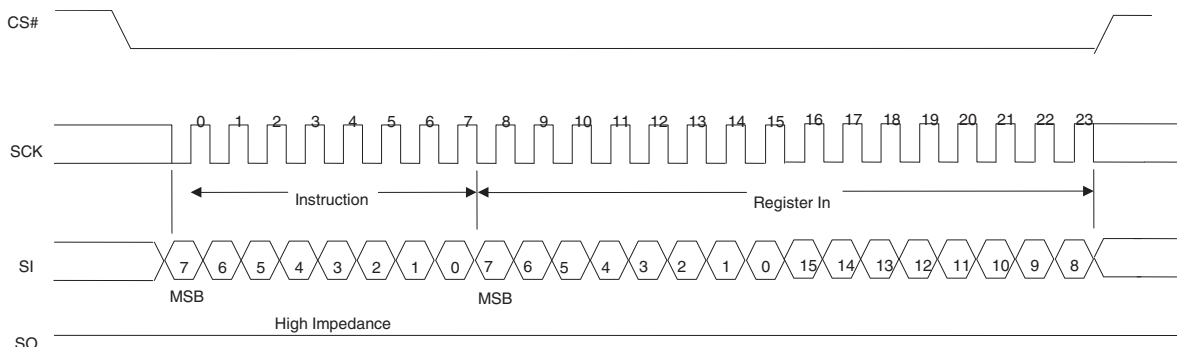 CS#
0 1 2 3 4 5 6 7 8 9 10 11 12 13 14 15 16 17 18 19 20 21 22 23
SCK
Instruction
Register In
SI
7 6 5 4 3 2 1 0 7 6 5 4 3 2 1 0 15 14 13 12 11 10 9 8
MSB MSB
High Impedance
SO